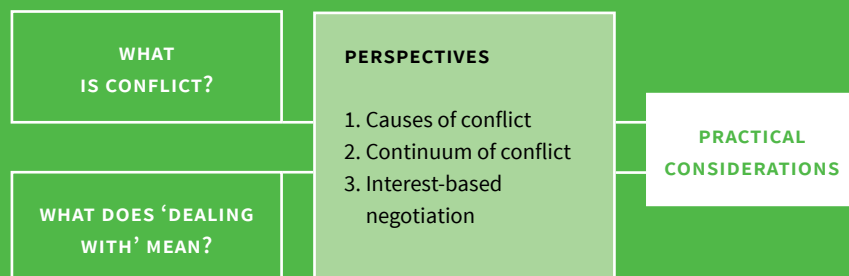 WHAT
IS CONFLICT?
WHAT DOES ‘DEALING
WITH’ MEAN?
PERSPECTIVES
1. Causes of conflict
2. Continuum of conflict
3. Interest-based
negotiation
PRACTICAL
CONSIDERATIONS